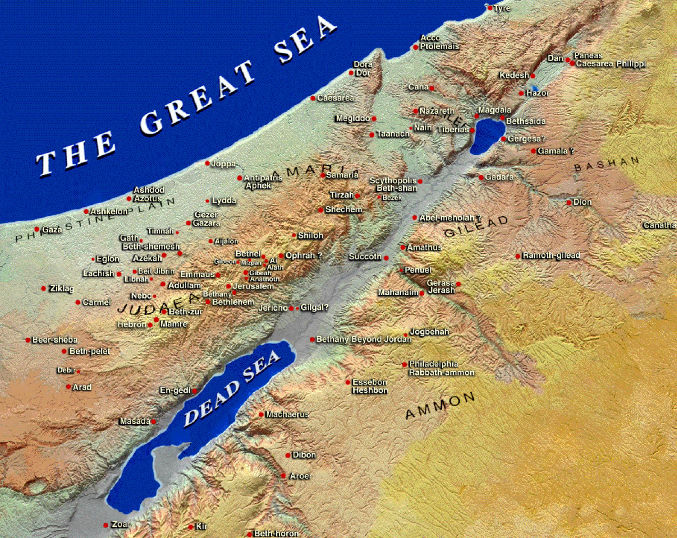 THE GREAT SEA
Tyre
Acco
Ptolemais
Dan
Paneas
Caesarea Philippi
Dora
Dor
Kedesh
Cana
Hazor
Caesarea
Nazareth
Magdala
Bethsaida
Megiddo
Nain
Tiberias
Taanach
Gergesa?
Gamala ?
BASHAN
Joppa
Antipatris
Aphek
Samaria
Scythopolis
Beth-shan
Gadara
Tirzah
Bezek
Ashdod
Azotus
Lydda
Shechem
Dion
Ashkelon
Gezer
Gazara
Abel-meholah
GILEAD
Canatha
Gaza
PHILISTINE PLAIN
Timnah
Gath
Beth-shemesh
Aijalon
Shiloh
Amathus
Eglon
Azekah
Bethel
Ai
Ophrah ?
Succoth
Ramoth-gilead
Lachish
Bei Jibrin
Libnah
Emmaus
Gibeah
Anathoth
Penuel
Ziklag
Adullam
Jerusalem
Bethany
Gerasa
Jerash
Mahanaim
Carmel
Nebo
Bethlehem
JUDAEA
Beth-zur
Jericho
Gilgal?
Hebron
Mamre
Beer-sheba
Bethany Beyond Jordan
Jogbehah
Beth-pelet
Debir
Philadelphia
Rabbath-ammon
Arad
En-gedi
DEAD SEA
Essebon
Heshbon
AMMON
Masada
Machaerus
Dibon
Aroer
Zoar
Kir
Beth-horon